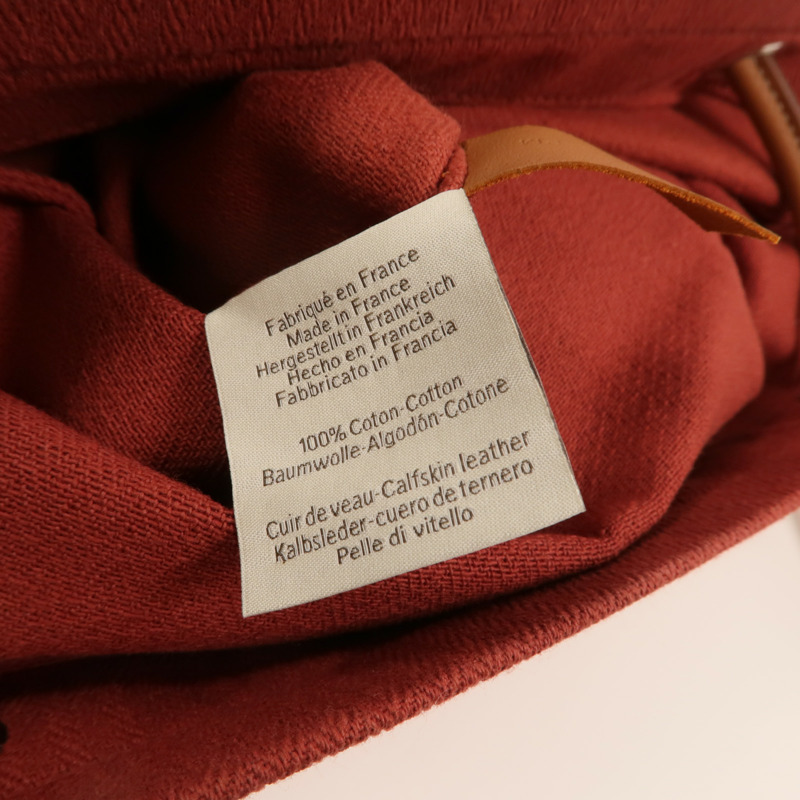 Fabriqué en France
Made in France
Hergestellt in Frankreich
Hecho en Francia
Fabbricato in Francia
100% Coton-Cotton
Baumwolle-Algodón-Cotone
Cuir de veau-Calfskin leather
Kalbsleder-cuero de ternero
Pelle di vitello